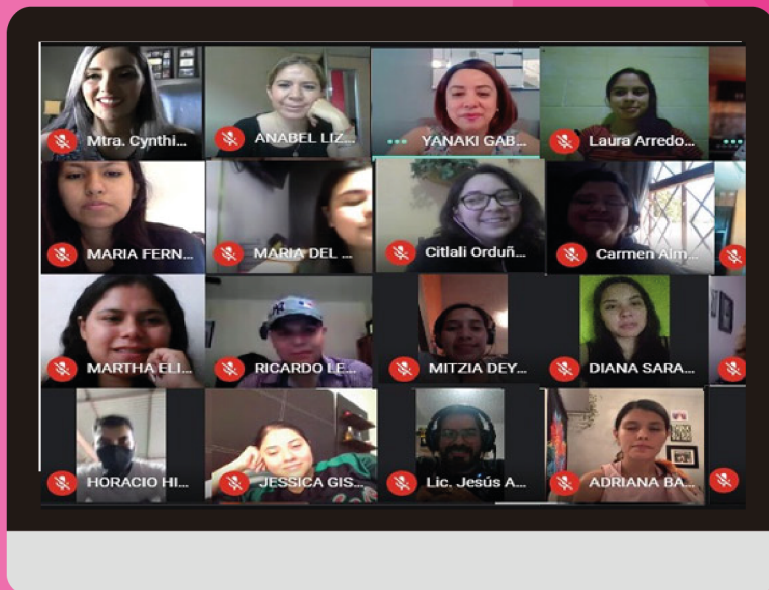 Mtra. Cynthi...
ANABEL LIZ...
YANAKI GAB...
Laura Arredo...
MARIA FERN...
MARIA DEL ...
Citlali Orduñ...
Carmen Alm...
MARTHA ELI...
RICARDO LE...
MITZIA DEY...
DIANA SARA...
HORACIO HI...
JESSICA GIS...
Lic. Jesús A...
ADRIANA BA...